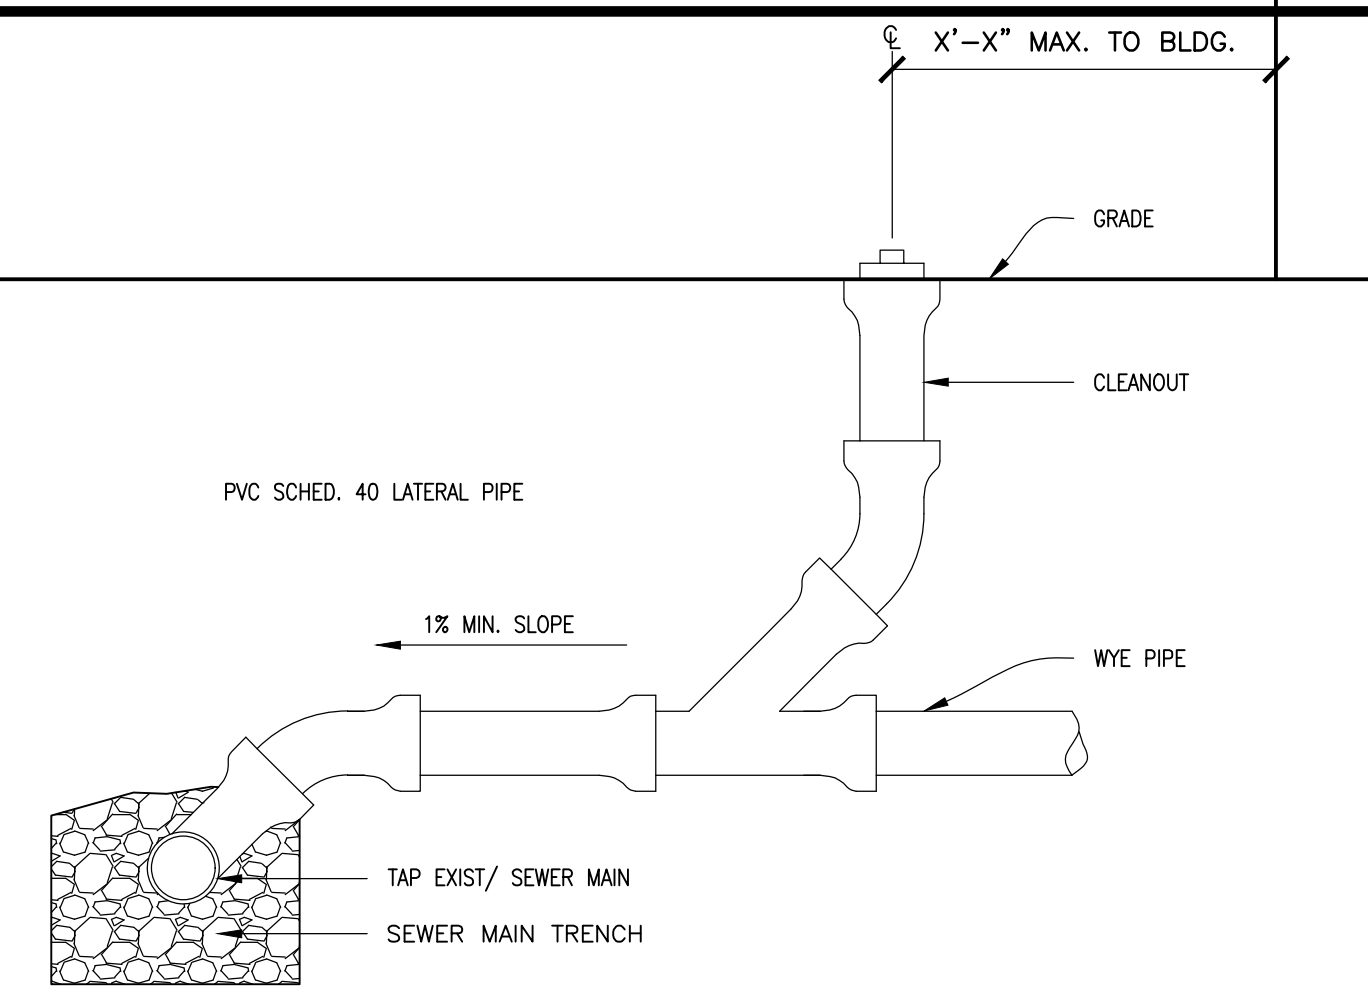 ℄ X'-X" MAX. TO BLDG.
GRADE
CLEANOUT
PVC SCHED. 40 LATERAL PIPE
1% MIN. SLOPE
WYE PIPE
TAP EXIST/ SEWER MAIN
SEWER MAIN TRENCH